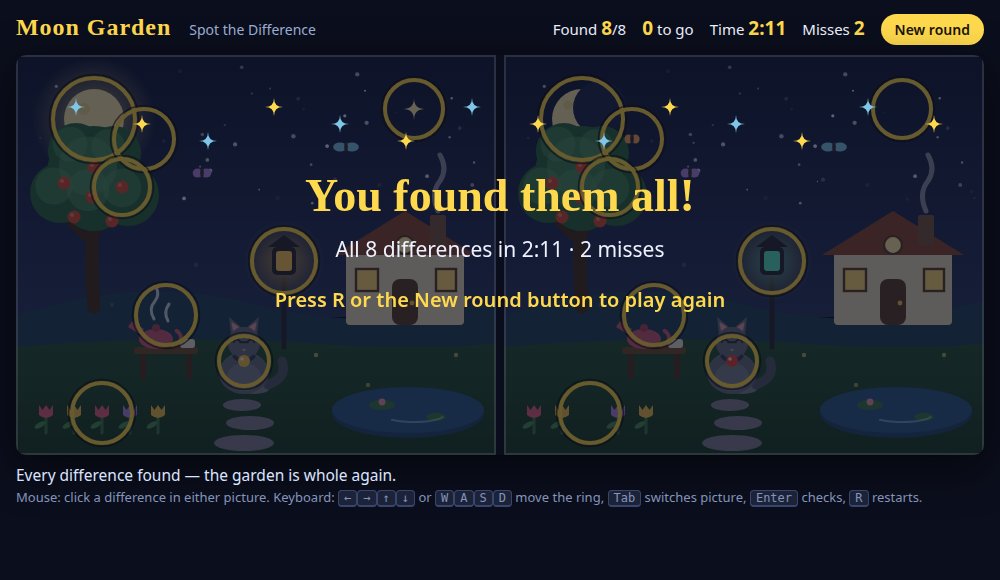 Moon Garden Spot the Difference Found 8/8 0 to go Time 2:11 Misses 2 New round
You found them all!
All 8 differences in 2:11 · 2 misses
Press R or the New round button to play again
Every difference found — the garden is whole again.
Mouse: click a difference in either picture. Keyboard: ← → ↑ ↓ or W A S D move the ring, Tab switches picture, Enter checks, R restarts.